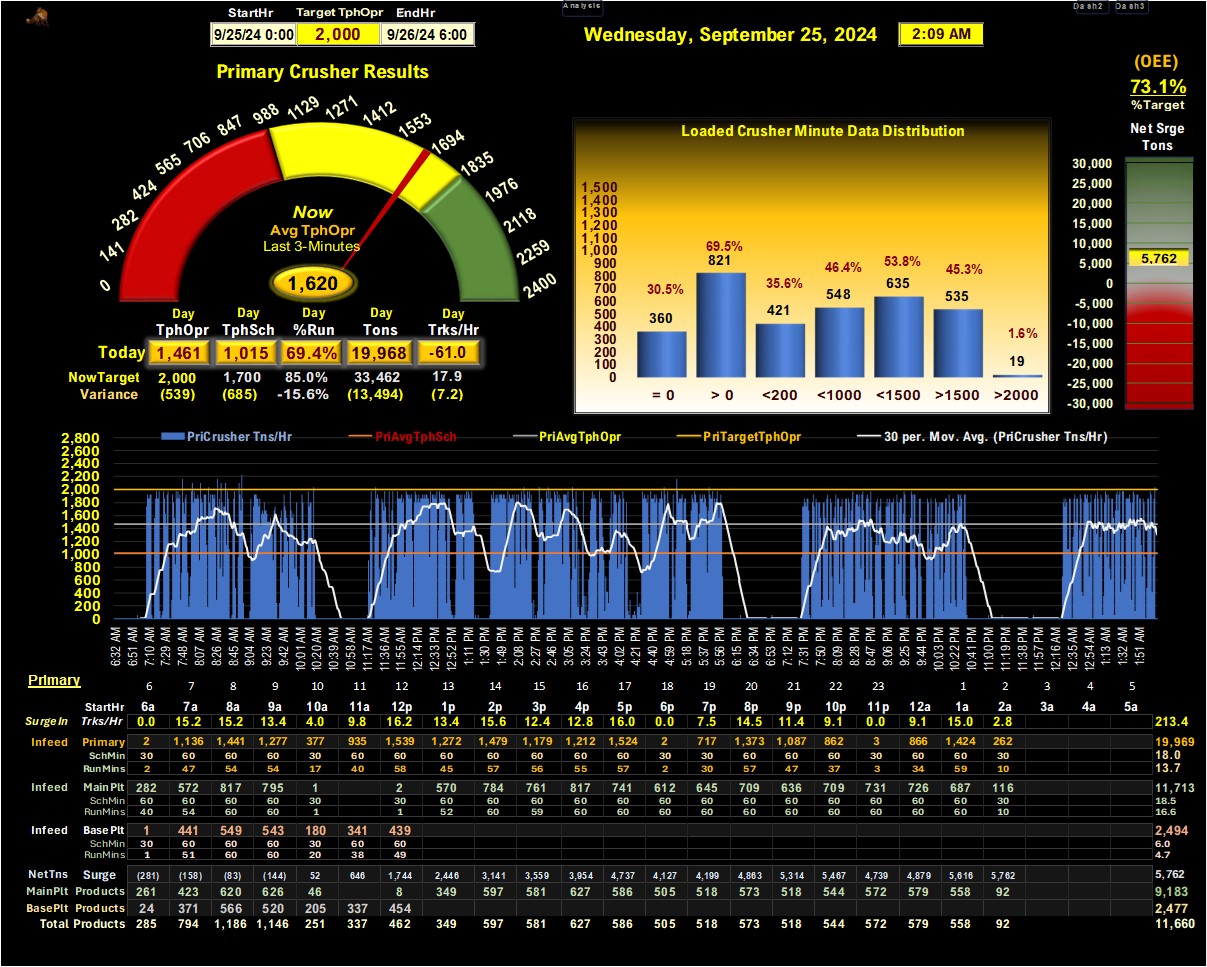 Analysis
Dash2 Dash3
StartHr Target TphOpr EndHr
9/25/24 0:00 2,000 9/26/24 6:00
Wednesday, September 25, 2024 2:09 AM
Primary Crusher Results
0 141 282 424 565 706 847 988 1129 1271 1412 1553 1694 1835 1976 2118 2259 2400
Now
Avg TphOpr
Last 3-Minutes
1,620
Day Day Day Day Day
TphOpr TphSch %Run Tons Trks/Hr
Today 1,461 1,015 69.4% 19,968 -61.0
NowTarget 2,000 1,700 85.0% 33,462 17.9
Variance (539) (685) -15.6% (13,494) (7.2)
Loaded Crusher Minute Data Distribution
1,500
1,400
1,300
1,200
1,100
1,000
900
800
700
600
500
400
300
200
100
0
30.5% 69.5% 35.6% 46.4% 53.8% 45.3% 1.6%
360 821 421 548 635 535 19
= 0 > 0 <200 <1000 <1500 >1500 >2000
(OEE)
73.1%
%Target
Net Srge
Tons
30,000
25,000
20,000
15,000
10,000
5,000
0
-5,000
-10,000
-15,000
-20,000
-25,000
-30,000
5,762
PriCrusher Tns/Hr PriAvgTphSch PriAvgTphOpr PriTargetTphOpr 30 per. Mov. Avg. (PriCrusher Tns/Hr)
2,800
2,600
2,400
2,200
2,000
1,800
1,600
1,400
1,200
1,000
800
600
400
200
0
6:32 AM 6:51 AM 7:10 AM 7:29 AM 7:48 AM 8:07 AM 8:26 AM 8:45 AM 9:04 AM 9:23 AM 9:42 AM 10:01 AM 10:20 AM 10:39 AM 10:58 AM 11:17 AM 11:36 AM 11:55 AM 12:14 PM 12:33 PM 12:52 PM 1:11 PM 1:30 PM 1:49 PM 2:08 PM 2:27 PM 2:46 PM 3:05 PM 3:24 PM 3:43 PM 4:02 PM 4:21 PM 4:40 PM 4:59 PM 5:18 PM 5:37 PM 5:56 PM 6:15 PM 6:34 PM 6:53 PM 7:12 PM 7:31 PM 7:50 PM 8:09 PM 8:28 PM 8:47 PM 9:06 PM 9:25 PM 9:44 PM 10:03 PM 10:22 PM 10:41 PM 11:00 PM 11:19 PM 11:38 PM 11:57 PM 12:16 AM 12:35 AM 12:54 AM 1:13 AM 1:32 AM 1:51 AM
Primary
6 7 8 9 10 11 12 13 14 15 16 17 18 19 20 21 22 23 1 2 3 4 5
StartHr 6a 7a 8a 9a 10a 11a 12p 1p 2p 3p 4p 5p 6p 7p 8p 9p 10p 11p 12a 1a 2a 3a 4a 5a
SurgeIn Trks/Hr 0.0 15.2 15.2 13.4 4.0 9.8 16.2 13.4 15.6 12.4 12.8 16.0 0.0 7.5 14.5 11.4 9.1 0.0 9.1 15.0 2.8 213.4
Infeed Primary 2 1,136 1,441 1,277 377 935 1,539 1,272 1,479 1,179 1,212 1,524 2 717 1,373 1,087 862 3 866 1,424 262 19,969
SchMin 30 60 60 60 30 60 60 60 60 60 60 60 30 30 60 60 60 30 60 60 30 18.0
RunMins 2 47 54 54 17 40 58 45 57 56 55 57 2 30 57 47 37 3 34 59 10 13.7
Infeed Main Plt 282 572 817 795 1 2 570 784 761 817 741 612 645 709 636 709 731 726 687 116 11,713
SchMin 60 60 60 60 30 30 60 60 60 60 60 60 60 60 60 60 60 60 60 30 18.5
RunMins 40 54 60 60 1 1 52 60 59 60 60 60 60 60 60 60 60 60 60 10 16.6
Infeed Base Plt 1 441 549 543 180 341 439 2,494
SchMin 30 60 60 60 30 60 60 6.0
RunMins 1 51 60 60 20 38 49 4.7
NetTns Surge (281) (158) (83) (144) 52 646 1,744 2,446 3,141 3,559 3,954 4,737 4,127 4,199 4,863 5,314 5,467 4,739 4,879 5,616 5,762 5,762
MainPlt Products 261 423 620 626 46 8 349 597 581 627 586 505 518 573 518 544 572 579 558 92 9,183
BasePlt Products 24 371 566 520 205 337 454 2,477
Total Products 285 794 1,186 1,146 251 337 462 349 597 581 627 586 505 518 573 518 544 572 579 558 92 11,660